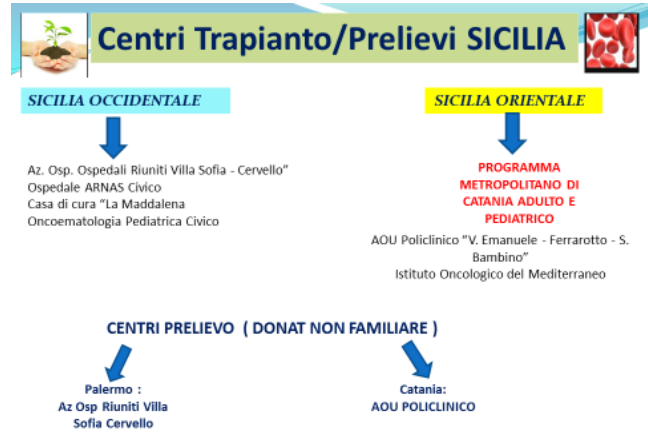 Centri Trapianto/Prelievi SICILIA
SICILIA OCCIDENTALE
Az. Osp. Ospedali Riuniti Villa Sofia - Cervello"
Ospedale ARNAS Civico
Casa di cura "La Maddalena
Oncoematologia Pediatrica Civico
SICILIA ORIENTALE
PROGRAMMA
METROPOLITANO DI
CATANIA ADULTO E
PEDIATRICO
AOU Policlinico "V. Emanuele - Ferrarotto - S.
Bambino"
Istituto Oncologico del Mediterraneo
CENTRI PRELIEVO ( DONAT NON FAMILIARE )
Palermo :
Az Osp Riuniti Villa
Sofia Cervello
Catania:
AOU POLICLINICO